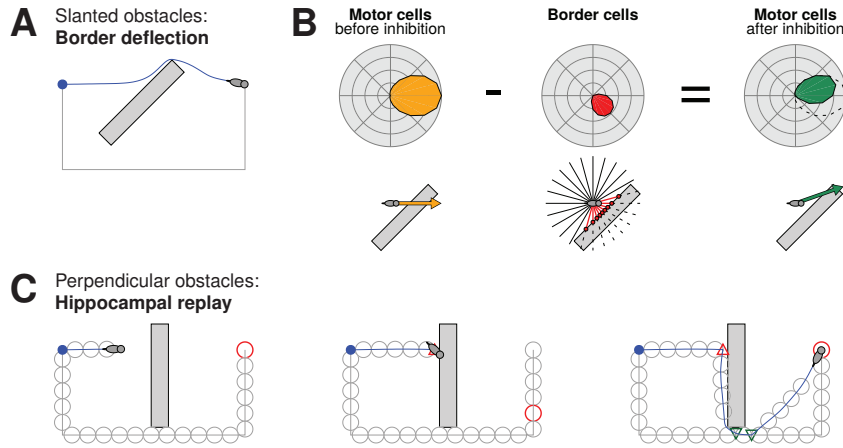 A
Slanted obstacles:
Border deflection
B
Motor cells
before inhibition
Border cells
Motor cells
after inhibition
-
=
C
Perpendicular obstacles:
Hippocampal replay